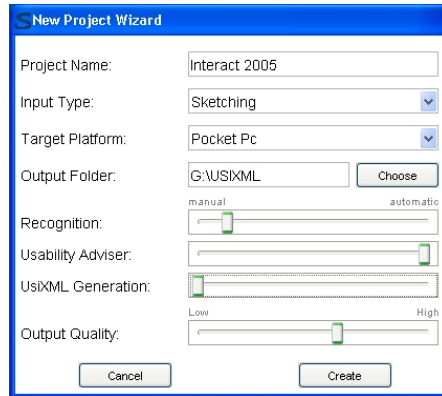 New Project Wizard
Project Name: Interact 2005
Input Type: Sketching
Target Platform: Pocket Pc
Output Folder: G:\USIXML Choose
manual automatic
Recognition:
Usability Adviser:
UsiXML Generation:
Low High
Output Quality:
Cancel Create